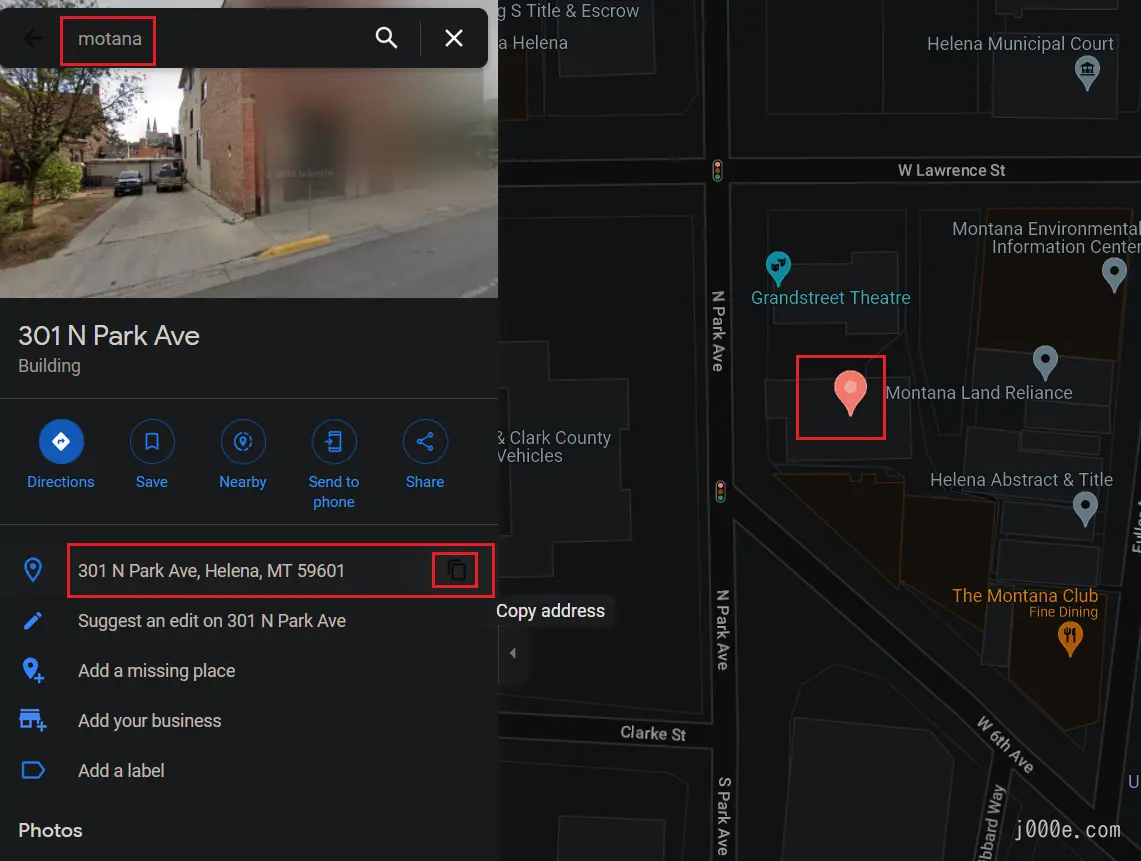 motana
301 N Park Ave
Building
Directions
Save
Nearby
Send to
phone
Share
301 N Park Ave, Helena, MT 59601
Copy address
Suggest an edit on 301 N Park Ave
Add a missing place
Add your business
Add a label
Photos
g S Title & Escrow
a Helena
Helena Municipal Court
W Lawrence St
Montana Environmental
Information Center
Grandstreet Theatre
N Park Ave
Montana Land Reliance
& Clark County
Vehicles
Helena Abstract & Title
The Montana Club
Fine Dining
N Park Ave
Clarke St
W 6th Ave
S Park Ave
bbard Way
U
j000e.com